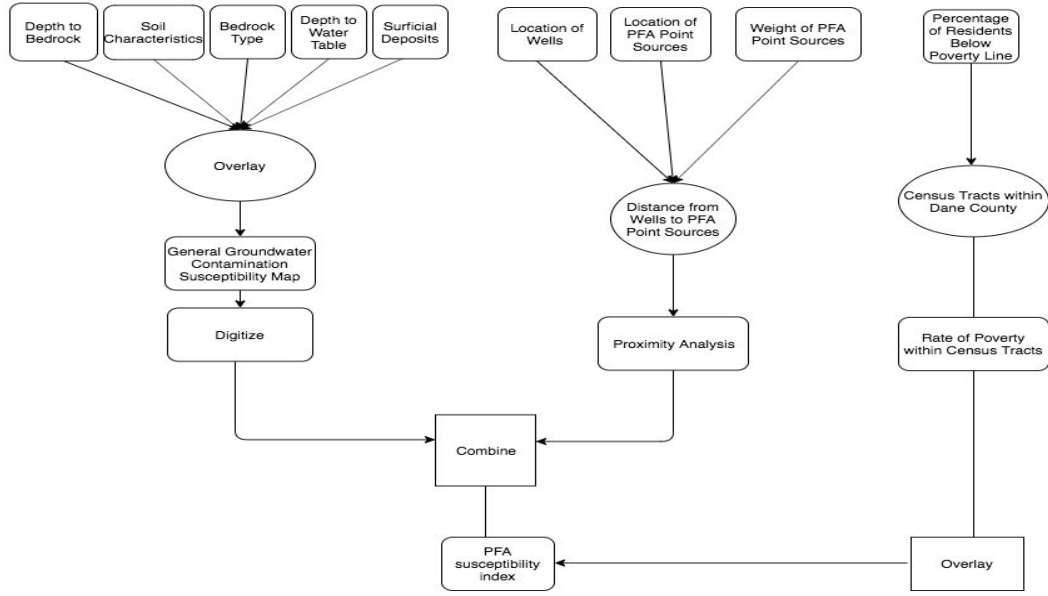 Depth to
Bedrock
Soil
Characteristics
Bedrock
Type
Depth to
Water
Table
Surficial
Deposits
Location of
Wells
Location of
PFA Point
Sources
Weight of PFA
Point Sources
Percentage
of Residents
Below
Poverty Line
Overlay
Distance from
Wells to PFA
Point Sources
Census Tracts within
Dane County
General Groundwater
Contamination
Susceptibility Map
Digitize
Proximity Analysis
Rate of Poverty
within Census Tracts
Combine
PFA
susceptibility
index
Overlay